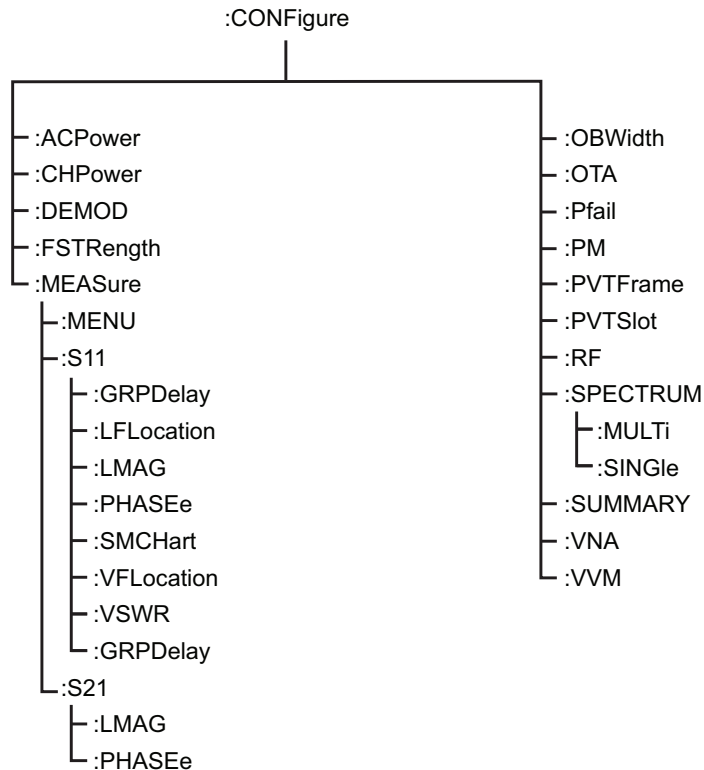 :CONFigure
:ACPower
:CHPower
:DEMOD
:FSTRength
:MEASure
:MENU
:S11
:GRPDelay
:LFLocation
:LMAG
:PHASEe
:SMCHart
:VFLocation
:VSWR
:GRPDelay
:S21
:LMAG
:PHASEe
:OBWidth
:OTA
:Pfail
:PM
:PVTFrame
:PVTSlot
:RF
:SPECTRUM
:MULTi
:SINGle
:SUMMARY
:VNA
:VVM